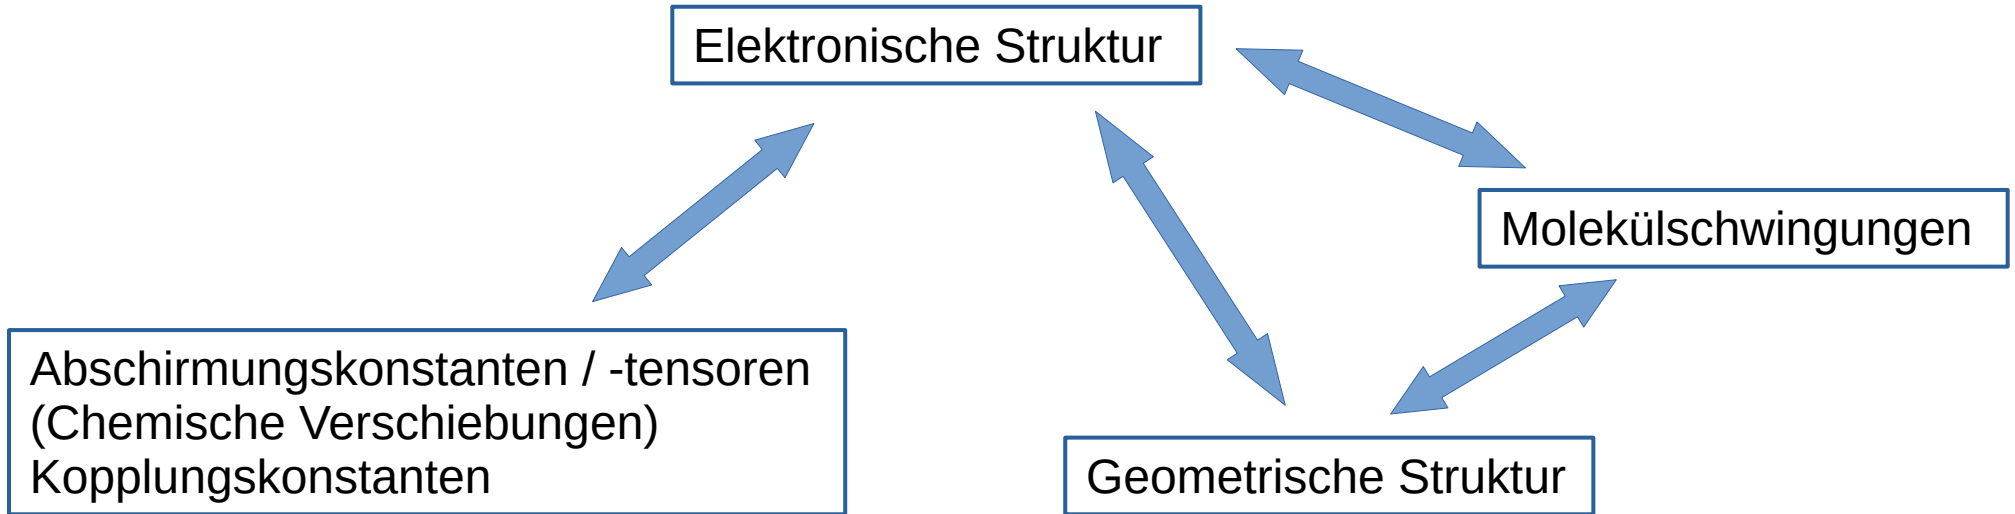 Elektronische Struktur
Molekülschwingungen
Abschirmungskonstanten / -tensoren
(Chemische Verschiebungen)
Kopplungskonstanten
Geometrische Struktur